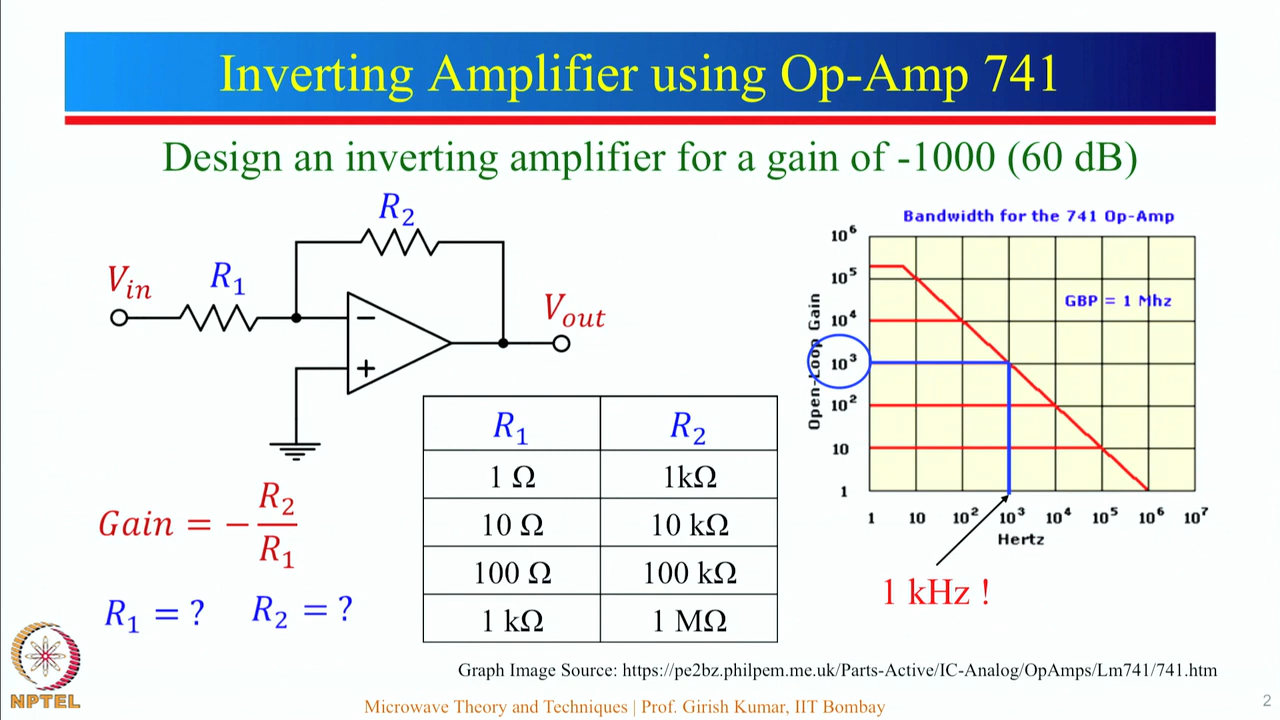 Inverting Amplifier using Op-Amp 741
Design an inverting amplifier for a gain of -1000 (60 dB)
R₂
V_in
R₁
−
+
V_out
Gain = − R₂ / R₁
R₁ = ? R₂ = ?
R₁ R₂
1 Ω 1kΩ
10 Ω 10 kΩ
100 Ω 100 kΩ
1 kΩ 1 MΩ
Bandwidth for the 741 Op-Amp
Open-Loop Gain
10⁶
10⁵
10⁴
10³
10²
10
1
GBP = 1 Mhz
1 10 10² 10³ 10⁴ 10⁵ 10⁶ 10⁷
Hertz
1 kHz !
Graph Image Source: https://pe2bz.philpem.me.uk/Parts-Active/IC-Analog/OpAmps/Lm741/741.htm
NPTEL
Microwave Theory and Techniques | Prof. Girish Kumar, IIT Bombay
2